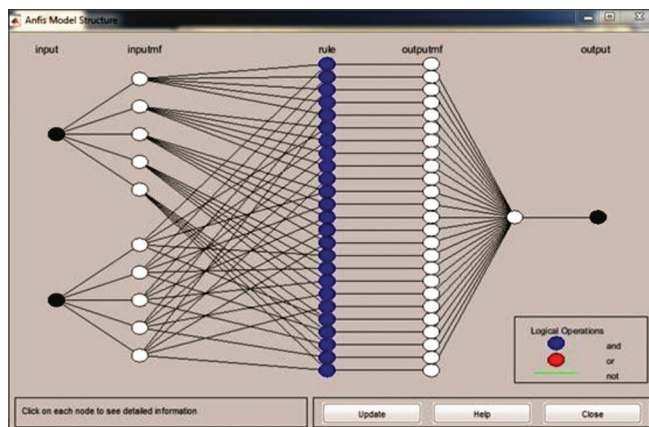 Anfis Model Structure
input inputmf rule outputmf output
Logical Operations
and
or
not
Click on each node to see detailed information
Update Help Close